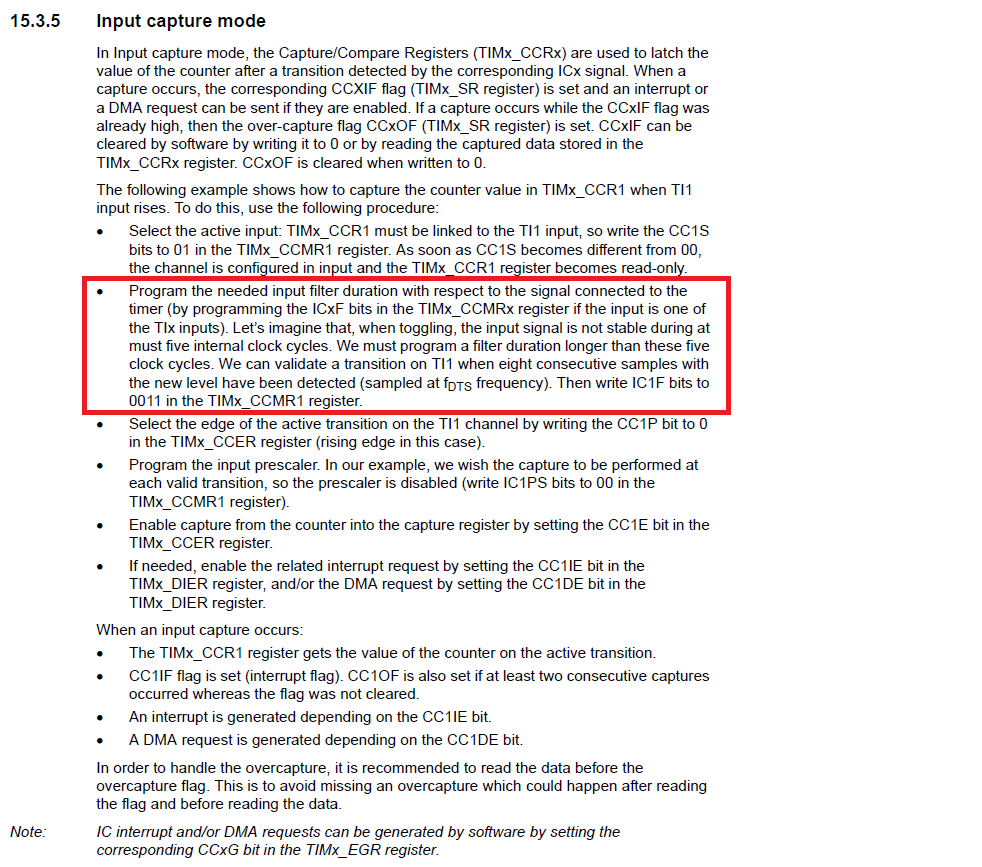 15.3.5 Input capture mode
In Input capture mode, the Capture/Compare Registers (TIMx_CCRx) are used to latch the
value of the counter after a transition detected by the corresponding ICx signal. When a
capture occurs, the corresponding CCXIF flag (TIMx_SR register) is set and an interrupt or
a DMA request can be sent if they are enabled. If a capture occurs while the CCxIF flag was
already high, then the over-capture flag CCxOF (TIMx_SR register) is set. CCxIF can be
cleared by software by writing it to 0 or by reading the captured data stored in the
TIMx_CCRx register. CCxOF is cleared when written to 0.
The following example shows how to capture the counter value in TIMx_CCR1 when TI1
input rises. To do this, use the following procedure:
• Select the active input: TIMx_CCR1 must be linked to the TI1 input, so write the CC1S
bits to 01 in the TIMx_CCMR1 register. As soon as CC1S becomes different from 00,
the channel is configured in input and the TIMx_CCR1 register becomes read-only.
• Program the needed input filter duration with respect to the signal connected to the
timer (by programming the ICxF bits in the TIMx_CCMRx register if the input is one of
the TIx inputs). Let’s imagine that, when toggling, the input signal is not stable during at
must five internal clock cycles. We must program a filter duration longer than these five
clock cycles. We can validate a transition on TI1 when eight consecutive samples with
the new level have been detected (sampled at fDTS frequency). Then write IC1F bits to
0011 in the TIMx_CCMR1 register.
• Select the edge of the active transition on the TI1 channel by writing the CC1P bit to 0
in the TIMx_CCER register (rising edge in this case).
• Program the input prescaler. In our example, we wish the capture to be performed at
each valid transition, so the prescaler is disabled (write IC1PS bits to 00 in the
TIMx_CCMR1 register).
• Enable capture from the counter into the capture register by setting the CC1E bit in the
TIMx_CCER register.
• If needed, enable the related interrupt request by setting the CC1IE bit in the
TIMx_DIER register, and/or the DMA request by setting the CC1DE bit in the
TIMx_DIER register.
When an input capture occurs:
• The TIMx_CCR1 register gets the value of the counter on the active transition.
• CC1IF flag is set (interrupt flag). CC1OF is also set if at least two consecutive captures
occurred whereas the flag was not cleared.
• An interrupt is generated depending on the CC1IE bit.
• A DMA request is generated depending on the CC1DE bit.
In order to handle the overcapture, it is recommended to read the data before the
overcapture flag. This is to avoid missing an overcapture which could happen after reading
the flag and before reading the data.
Note: IC interrupt and/or DMA requests can be generated by software by setting the
corresponding CCxG bit in the TIMx_EGR register.